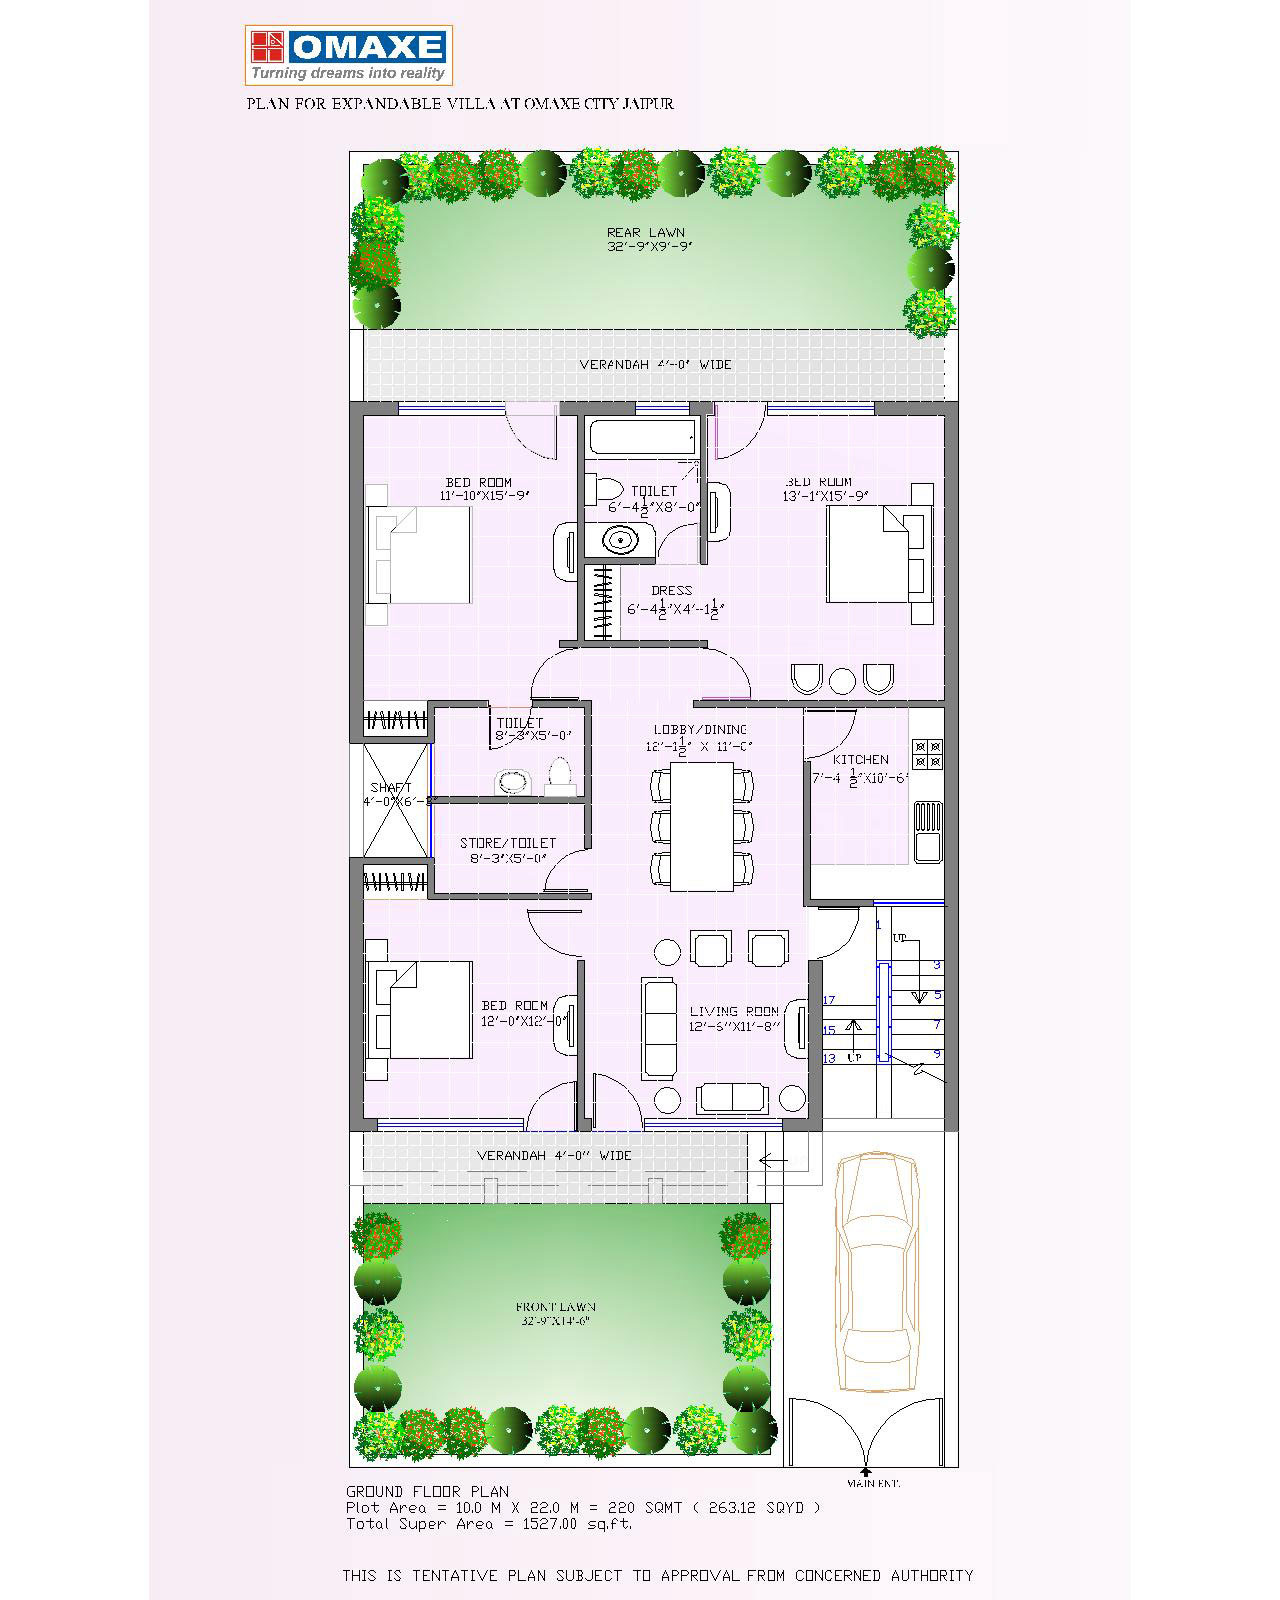 OMAXE
Turning dreams into reality
PLAN FOR EXPANDABLE VILLA AT OMAXE CITY JAIPUR
REAR LAWN
32'-9"X9'-9"
VERANDAH 4'-0" WIDE
BED ROOM
11'-10"X15'-9"
TOILET
6'-4 1/2"X8'-0"
BED ROOM
13'-1"X15'-9"
DRESS
6'-4 1/2"X4'-1 1/2"
TOILET
8'-3"X5'-0"
LOBBY/DINING
12'-1 1/2" X 11'-0"
KITCHEN
7'-4 1/2"X10'-6"
SHAFT
4'-0"X6'-
STORE/TOILET
8'-3"X5'-0"
1
UP
3
5
7
9
17
15
13
UP
BED ROOM
12'-0"X12'-0"
LIVING ROOM
12'-6"X11'-8"
VERANDAH 4'-0" WIDE
FRONT LAWN
32'-9"X14'-6"
MAIN ENT.
GROUND FLOOR PLAN
Plot Area = 10.0 M X 22.0 M = 220 SQMT ( 263.12 SQYD )
Total Super Area = 1527.00 sq.ft.
THIS IS TENTATIVE PLAN SUBJECT TO APPROVAL FROM CONCERNED AUTHORITY